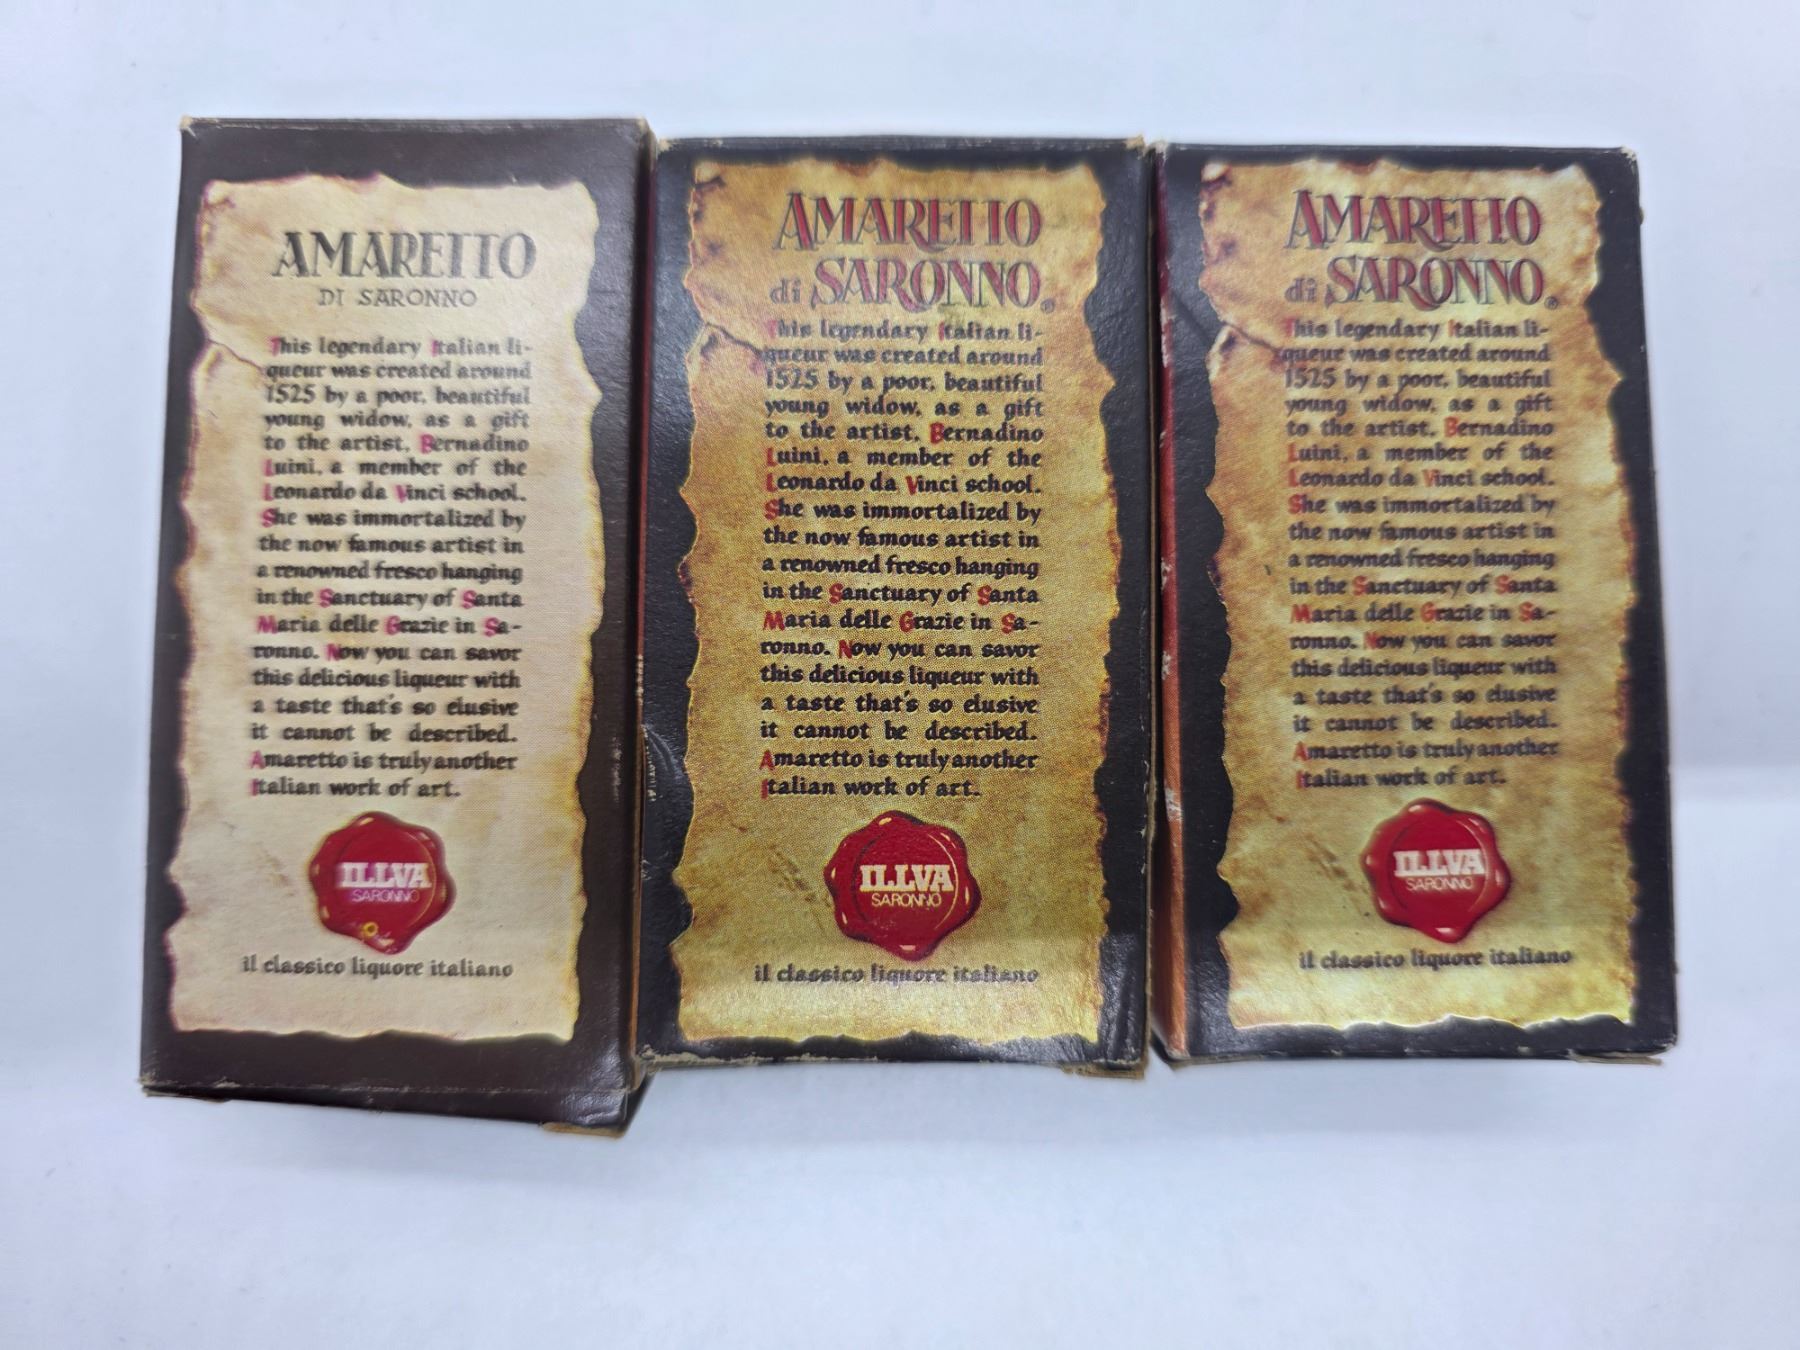 AMARETTO
DI SARONNO
This legendary Italian li-
queur was created around
1525 by a poor, beautiful
young widow, as a gift
to the artist, Bernadino
Luini, a member of the
Leonardo da Vinci school.
She was immortalized by
the now famous artist in
a renowned fresco hanging
in the Sanctuary of Santa
Maria delle Grazie in Sa-
ronno. Now you can savor
this delicious liqueur with
a taste that's so elusive
it cannot be described.
Amaretto is truly another
Italian work of art.
ILLVA
SARONNO
il classico liquore italiano
AMARETTO
di SARONNO®
This legendary Italian li-
queur was created around
1525 by a poor, beautiful
young widow, as a gift
to the artist, Bernadino
Luini, a member of the
Leonardo da Vinci school.
She was immortalized by
the now famous artist in
a renowned fresco hanging
in the Sanctuary of Santa
Maria delle Grazie in Sa-
ronno. Now you can savor
this delicious liqueur with
a taste that's so elusive
it cannot be described.
Amaretto is truly another
Italian work of art.
ILLVA
SARONNO
il classico liquore italiano
AMARETTO
di SARONNO®
This legendary Italian li-
queur was created around
1525 by a poor, beautiful
young widow, as a gift
to the artist, Bernadino
Luini, a member of the
Leonardo da Vinci school.
She was immortalized by
the now famous artist in
a renowned fresco hanging
in the Sanctuary of Santa
Maria delle Grazie in Sa-
ronno. Now you can savor
this delicious liqueur with
a taste that's so elusive
it cannot be described.
Amaretto is truly another
Italian work of art.
ILLVA
SARONNO
il classico liquore italiano